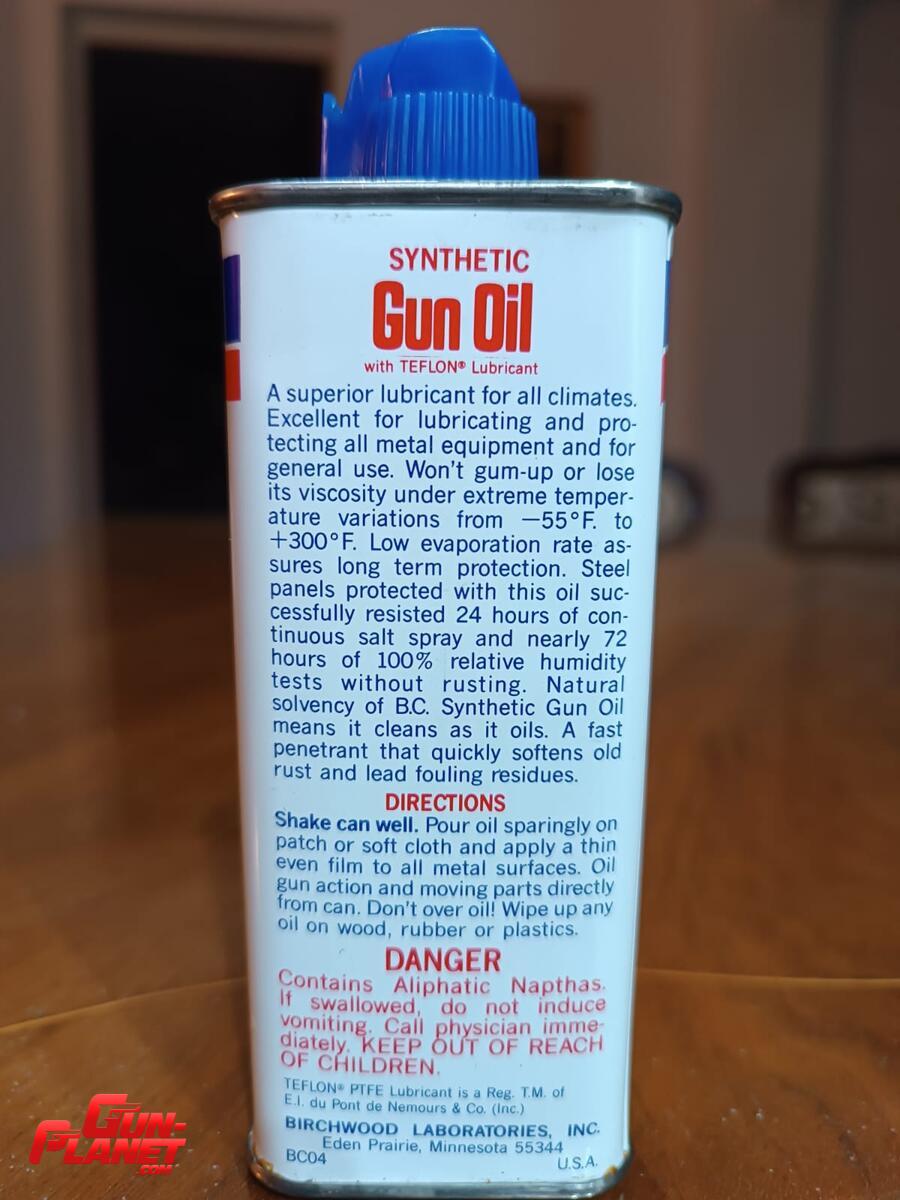 SYNTHETIC
Gun Oil
with TEFLON® Lubricant
A superior lubricant for all climates.
Excellent for lubricating and pro-
tecting all metal equipment and for
general use. Won't gum-up or lose
its viscosity under extreme temper-
ature variations from −55°F. to
+300°F. Low evaporation rate as-
sures long term protection. Steel
panels protected with this oil suc-
cessfully resisted 24 hours of con-
tinuous salt spray and nearly 72
hours of 100% relative humidity
tests without rusting. Natural
solvency of B.C. Synthetic Gun Oil
means it cleans as it oils. A fast
penetrant that quickly softens old
rust and lead fouling residues.
DIRECTIONS
Shake can well. Pour oil sparingly on
patch or soft cloth and apply a thin
even film to all metal surfaces. Oil
gun action and moving parts directly
from can. Don't over oil! Wipe up any
oil on wood, rubber or plastics.
DANGER
Contains Aliphatic Napthas.
If swallowed, do not induce
vomiting. Call physician imme-
diately. KEEP OUT OF REACH
OF CHILDREN.
TEFLON® PTFE Lubricant is a Reg. T.M. of
E.I. du Pont de Nemours & Co. (Inc.)
BIRCHWOOD LABORATORIES, INC.
Eden Prairie, Minnesota 55344
BC04 U.S.A.
GUN-
PLANET
.COM